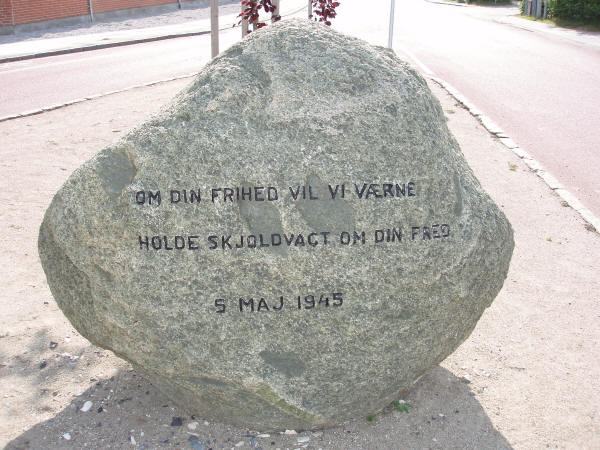 OM DIN FRIHED VIL VI VÆRNE
HOLDE SKJOLDVAGT OM DIN FRED
5 MAJ 1945